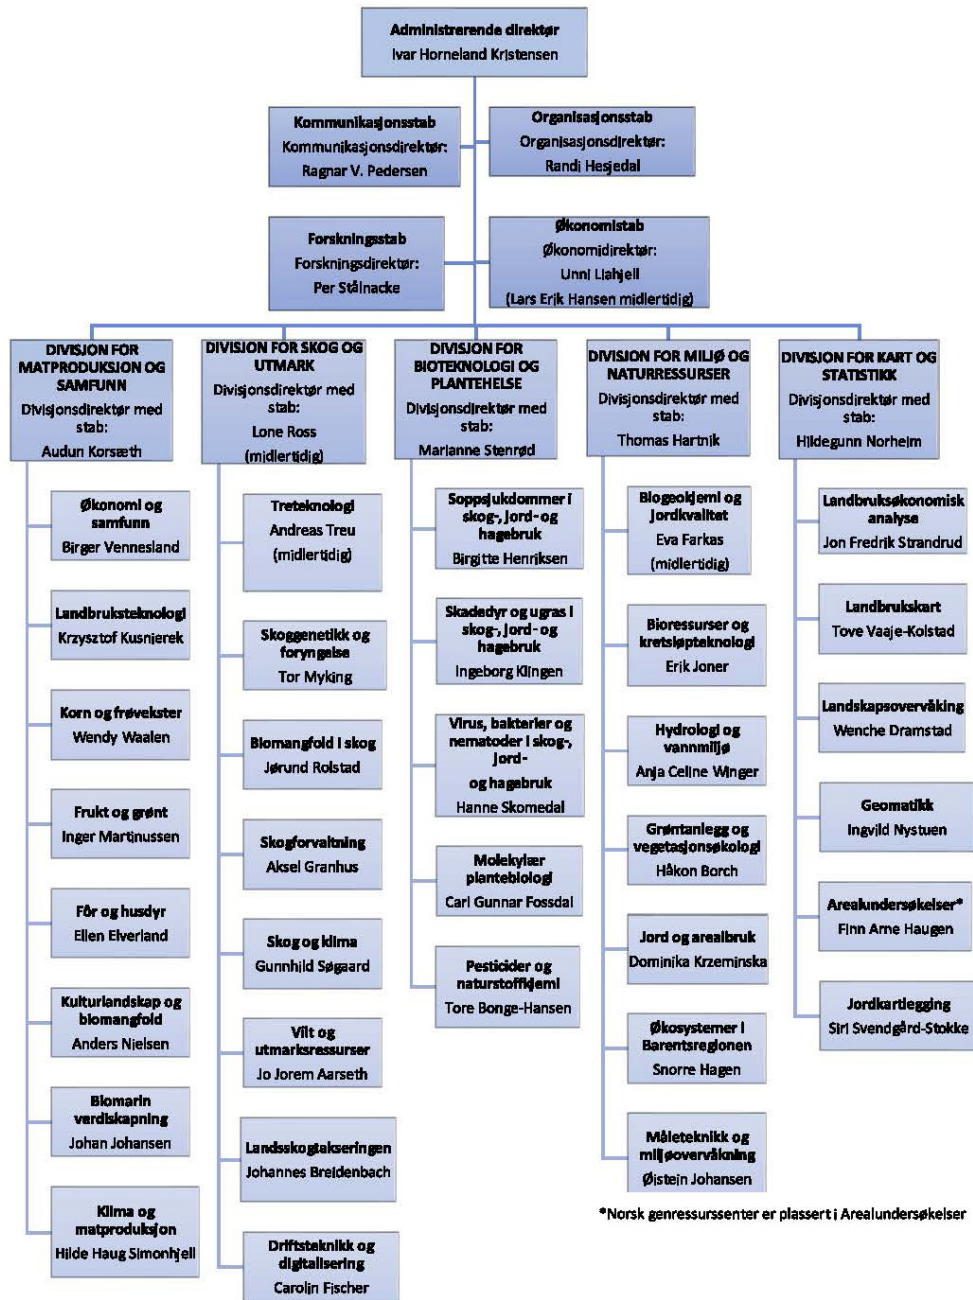 Administrerende direktør
Ivar Horneland Kristensen
Kommunikasjonsstab
Kommunikasjonsdirektør:
Ragnar V. Pedersen
Organisasjonsstab
Organisasjonsdirektør:
Randi Hesjedal
Forskningsstab
Forskningsdirektør:
Per Stålnacke
Økonomistab
Økonomidirektør:
Unni Liahjell
(Lars Erik Hansen midlertidig)
DIVISJON FOR
MATPRODUKSJON OG
SAMFUNN
Divisjonsdirektør med
stab:
Audun Korsæth
Økonomi og
samfunn
Birger Vennesland
Landbruksteknologi
Krzysztof Kusnierek
Korn og frøvekster
Wendy Waalen
Frukt og grønt
Inger Martinussen
Fôr og husdyr
Ellen Elverland
Kulturlandskap og
biomangfold
Anders Nielsen
Biomarin
verdiskapning
Johan Johansen
Klima og
matproduksjon
Hilde Haug Simonhjell
DIVISJON FOR SKOG OG
UTMARK
Divisjonsdirektør med
stab:
Lone Ross
(midlertidig)
Treteknologi
Andreas Treu
(midlertidig)
Skoggenetikk og
foryngelse
Tor Myking
Biomangfold i skog
Jørund Rolstad
Skogforvaltning
Aksel Granhus
Skog og klima
Gunnhild Søgaard
Vilt og
utmarksressurser
Jo Jorem Aarseth
Landsskogtakseringen
Johannes Breidenbach
Driftsteknikk og
digitalisering
Carolin Fischer
DIVISJON FOR
BIOTEKNOLOGI OG
PLANTEHELSE
Divisjonsdirektør med
stab:
Marianne Stenrød
Soppsjukdommer i
skog-, jord- og
hagebruk
Birgitte Henriksen
Skadedyr og ugras i
skog-, jord- og
hagebruk
Ingeborg Klingen
Virus, bakterier og
nematoder i skog-,
jord-
og hagebruk
Hanne Skomedal
Molekylær
plantebiologi
Carl Gunnar Fossdal
Pesticider og
naturstoffkjemi
Tore Bonge-Hansen
DIVISJON FOR MILJØ OG
NATURRESSURSER
Divisjonsdirektør med
stab:
Thomas Hartnik
Biogeokjemi og
jordkvalitet
Eva Farkas
(midlertidig)
Bioressurser og
kretsløpteknologi
Erik Joner
Hydrologi og
vannmiljø
Anja Celine Winger
Grøntanlegg og
vegetasjonsøkologi
Håkon Borch
Jord og arealbruk
Dominika Krzeminska
Økosystemer i
Barentsregionen
Snorre Hagen
Måleteknikk og
miljøovervåkning
Øistein Johansen
DIVISJON FOR KART OG
STATISTIKK
Divisjonsdirektør med
stab:
Hildegunn Norheim
Landbruksøkonomisk
analyse
Jon Fredrik Strandrud
Landbrukskart
Tove Vaaje-Kolstad
Landskapsovervåking
Wenche Dramstad
Geomatikk
Ingvild Nystuen
Arealundersøkelser*
Finn Arne Haugen
Jordkartlegging
Siri Svendgård-Stokke
*Norsk genressurssenter er plassert i Arealundersøkelser